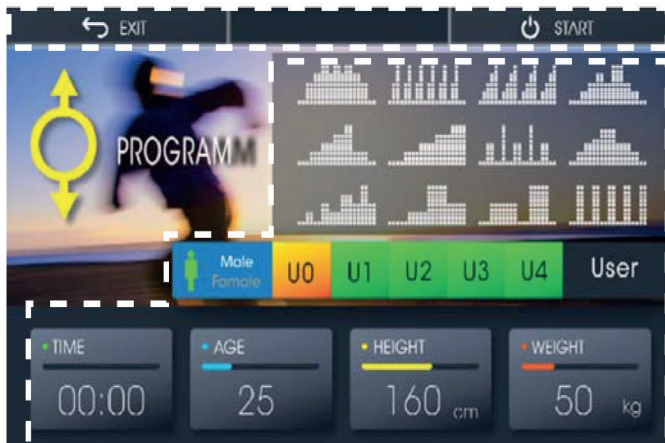 EXIT START
PROGRAMM
Male
Famole
U0 U1 U2 U3 U4 User
TIME AGE HEIGHT WEIGHT
00:00 25 160 cm 50 kg